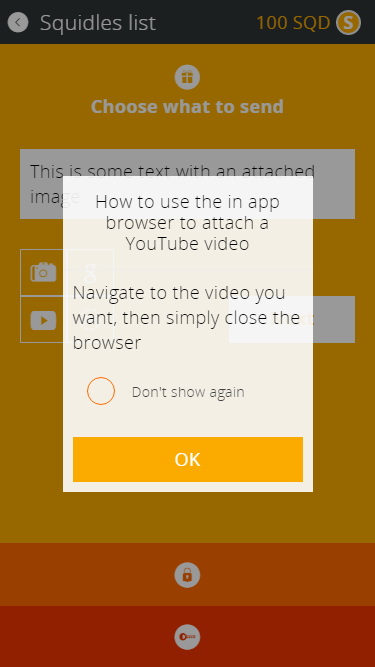 Squidles list
100 SQD S
Choose what to send
This is some text with an attached
image
How to use the in app
browser to attach a
YouTube video
Navigate to the video you
want, then simply close the
browser
Don't show again
OK